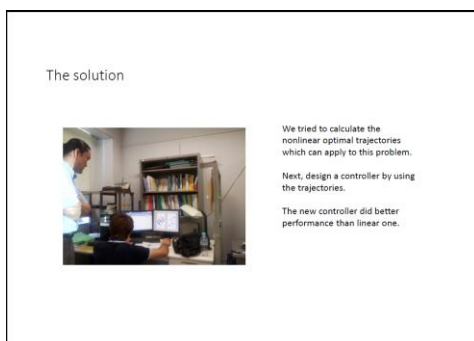 The solution
We tried to calculate the
nonlinear optimal trajectories
which can apply to this problem.
Next, design a controller by using
the trajectories.
The new controller did better
performance than linear one.